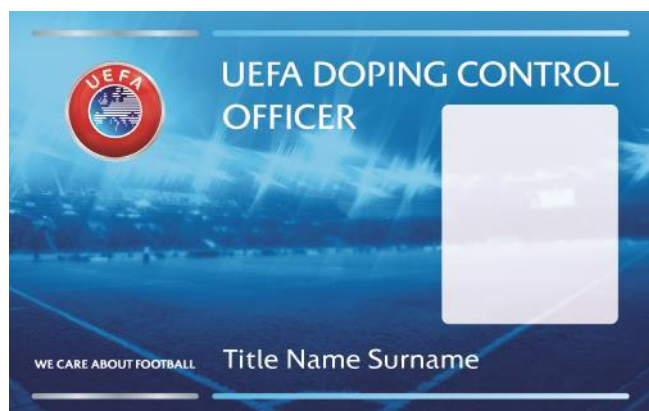 UEFA
UEFA DOPING CONTROL
OFFICER
WE CARE ABOUT FOOTBALL
Title Name Surname